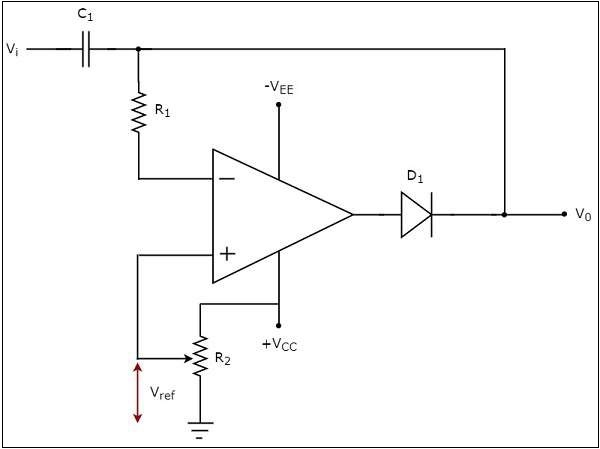 C1
Vi
R1
-VEE
D1
V0
−
+
R2
+VCC
Vref